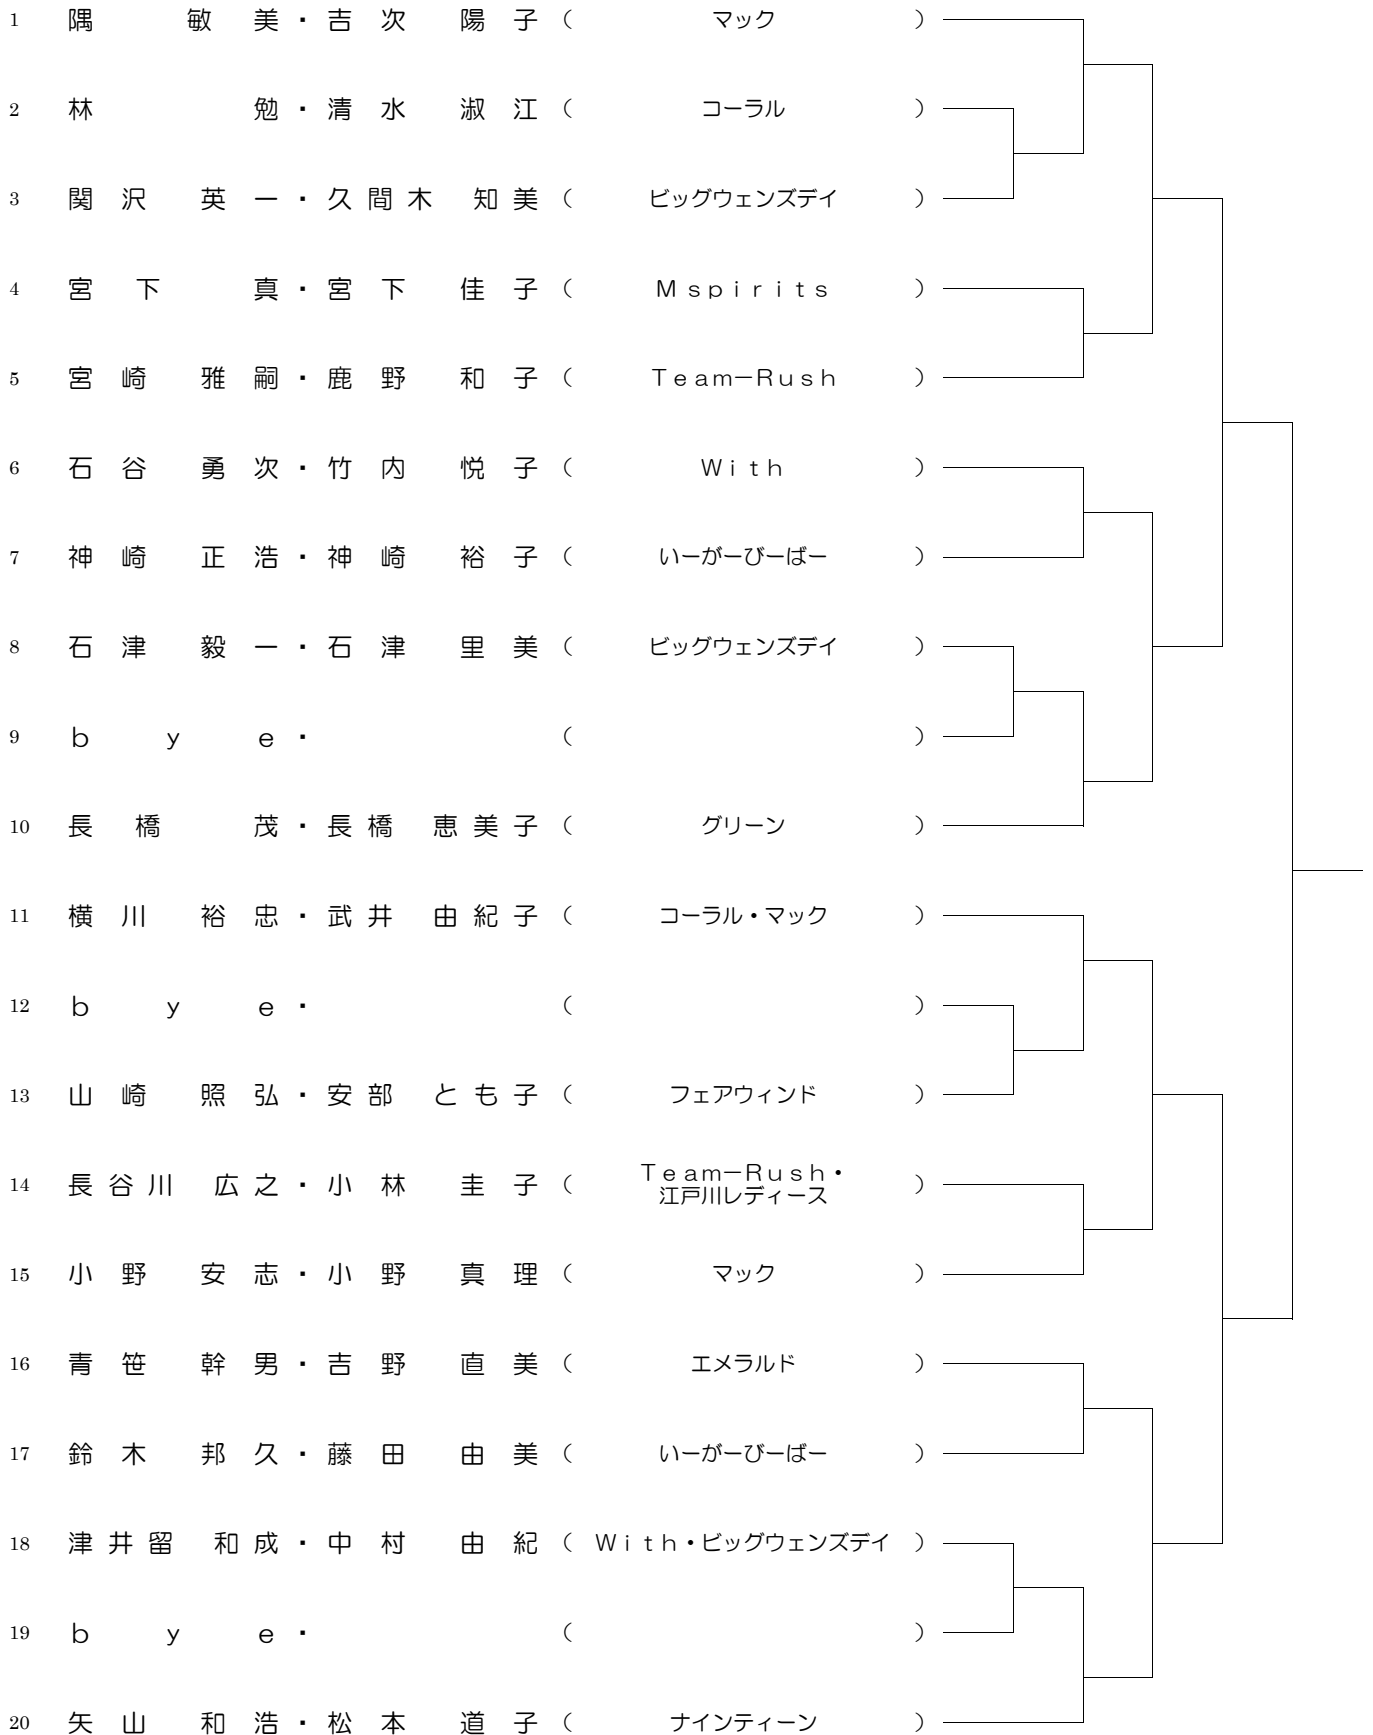 1 隅 敏美・吉次 陽子（ マック ）
2 林 勉・清水 淑江（ コーラル ）
3 関沢 英一・久間木 知美（ ビッグウェンズデイ ）
4 宮下 真・宮下 佳子（ Ｍｓｐｉｒｉｔｓ ）
5 宮崎 雅嗣・鹿野 和子（ Ｔｅａｍ－Ｒｕｓｈ ）
6 石谷 勇次・竹内 悦子（ Ｗｉｔｈ ）
7 神崎 正浩・神崎 裕子（ いーがーびーばー ）
8 石津 毅一・石津 里美（ ビッグウェンズデイ ）
9 ｂｙｅ・（ ）
10 長橋 茂・長橋 恵美子（ グリーン ）
11 横川 裕忠・武井 由紀子（ コーラル・マック ）
12 ｂｙｅ・（ ）
13 山崎 照弘・安部 とも子（ フェアウィンド ）
14 長谷川 広之・小林 圭子（ Ｔｅａｍ－Ｒｕｓｈ・
江戸川レディース ）
15 小野 安志・小野 真理（ マック ）
16 青笹 幹男・吉野 直美（ エメラルド ）
17 鈴木 邦久・藤田 由美（ いーがーびーばー ）
18 津井留 和成・中村 由紀（ Ｗｉｔｈ・ビッグウェンズデイ ）
19 ｂｙｅ・（ ）
20 矢山 和浩・松本 道子（ ナインティーン ）